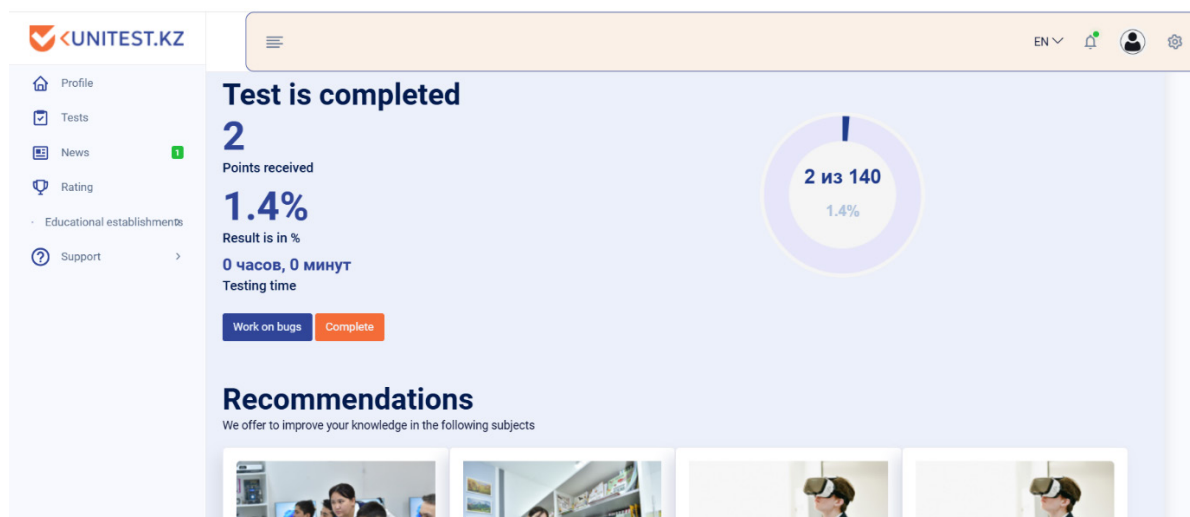 UNITEST.KZ
EN
Profile
Tests
News 1
Rating
Educational establishments
Support
Test is completed
2
Points received
1.4%
Result is in %
0 часов, 0 минут
Testing time
Work on bugs Complete
2 из 140
1.4%
Recommendations
We offer to improve your knowledge in the following subjects